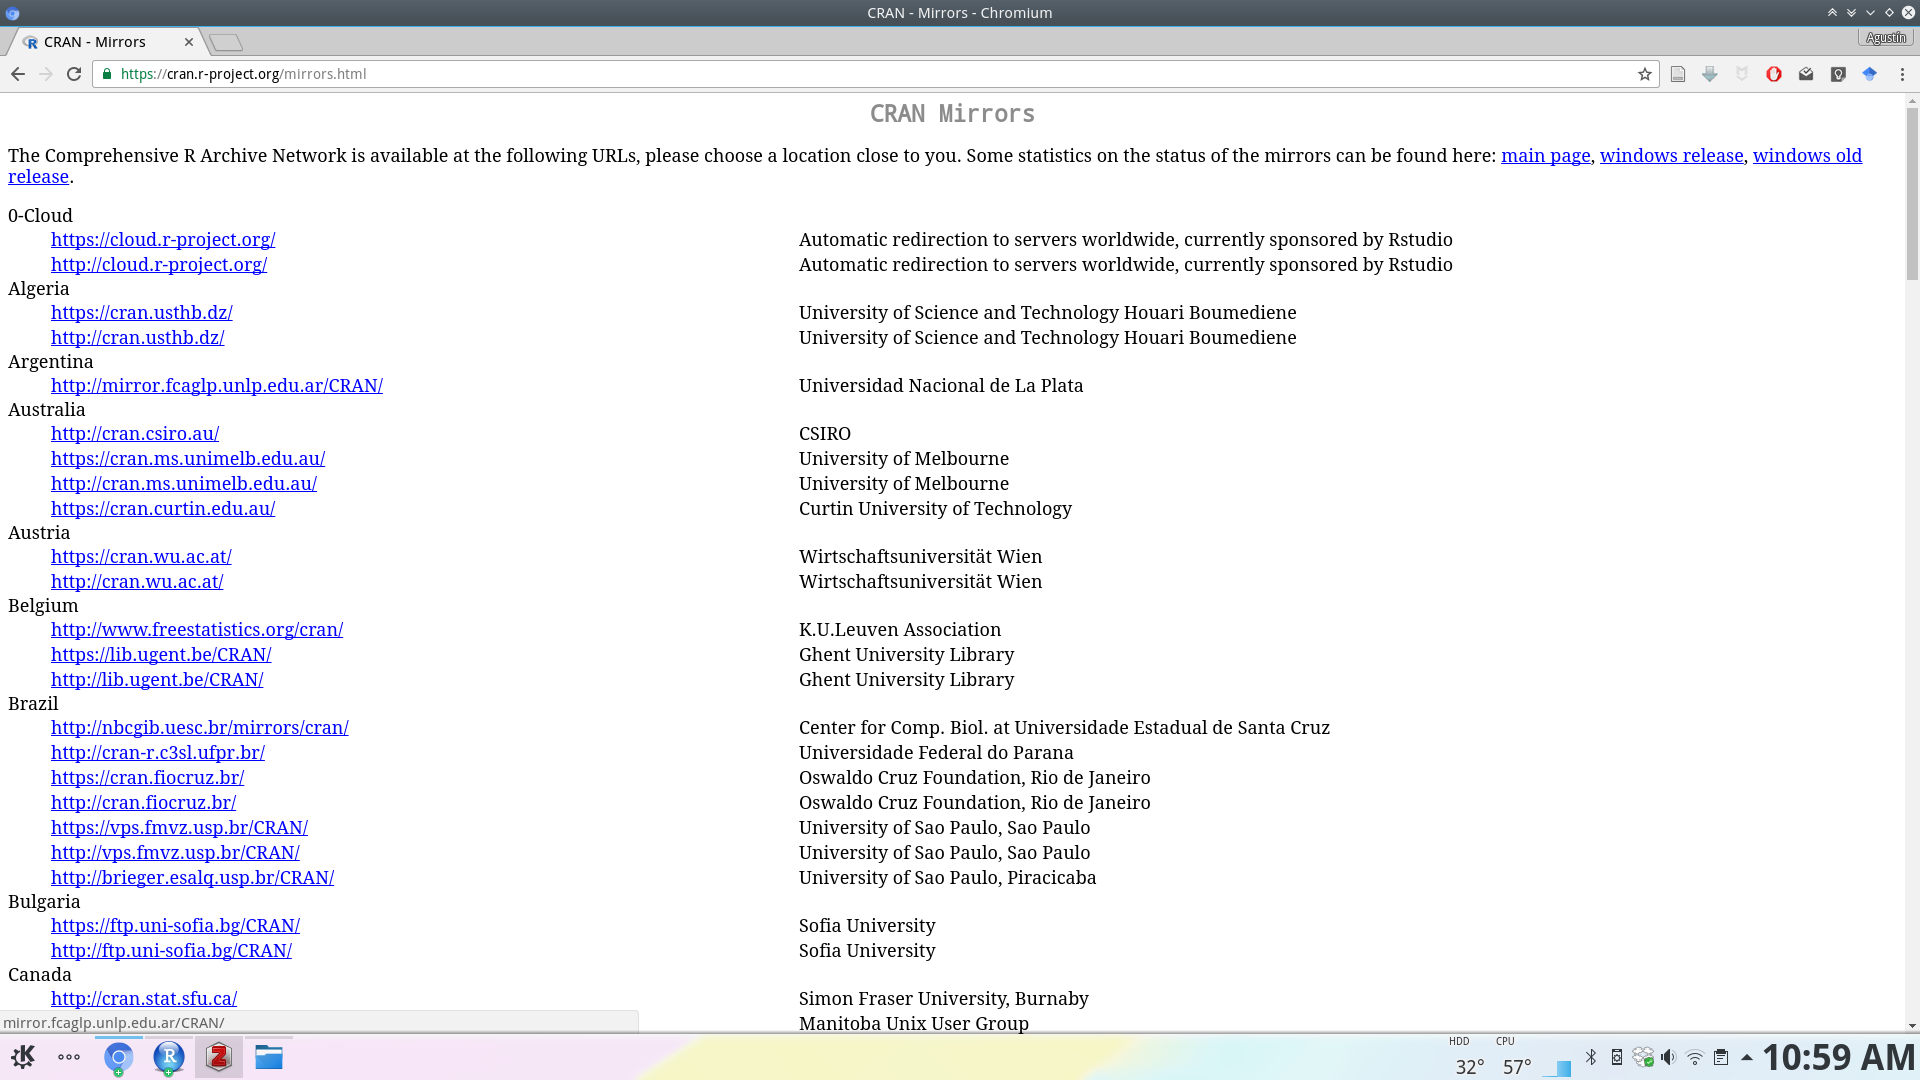 CRAN - Mirrors - Chromium
CRAN - Mirrors
Agustín
https://cran.r-project.org/mirrors.html
CRAN Mirrors
The Comprehensive R Archive Network is available at the following URLs, please choose a location close to you. Some statistics on the status of the mirrors can be found here: main page, windows release, windows old
release.
0-Cloud
https://cloud.r-project.org/ Automatic redirection to servers worldwide, currently sponsored by Rstudio
http://cloud.r-project.org/ Automatic redirection to servers worldwide, currently sponsored by Rstudio
Algeria
https://cran.usthb.dz/ University of Science and Technology Houari Boumediene
http://cran.usthb.dz/ University of Science and Technology Houari Boumediene
Argentina
http://mirror.fcaglp.unlp.edu.ar/CRAN/ Universidad Nacional de La Plata
Australia
http://cran.csiro.au/ CSIRO
https://cran.ms.unimelb.edu.au/ University of Melbourne
http://cran.ms.unimelb.edu.au/ University of Melbourne
https://cran.curtin.edu.au/ Curtin University of Technology
Austria
https://cran.wu.ac.at/ Wirtschaftsuniversität Wien
http://cran.wu.ac.at/ Wirtschaftsuniversität Wien
Belgium
http://www.freestatistics.org/cran/ K.U.Leuven Association
https://lib.ugent.be/CRAN/ Ghent University Library
http://lib.ugent.be/CRAN/ Ghent University Library
Brazil
http://nbcgib.uesc.br/mirrors/cran/ Center for Comp. Biol. at Universidade Estadual de Santa Cruz
http://cran-r.c3sl.ufpr.br/ Universidade Federal do Parana
https://cran.fiocruz.br/ Oswaldo Cruz Foundation, Rio de Janeiro
http://cran.fiocruz.br/ Oswaldo Cruz Foundation, Rio de Janeiro
https://vps.fmvz.usp.br/CRAN/ University of Sao Paulo, Sao Paulo
http://vps.fmvz.usp.br/CRAN/ University of Sao Paulo, Sao Paulo
http://brieger.esalq.usp.br/CRAN/ University of Sao Paulo, Piracicaba
Bulgaria
https://ftp.uni-sofia.bg/CRAN/ Sofia University
http://ftp.uni-sofia.bg/CRAN/ Sofia University
Canada
http://cran.stat.sfu.ca/ Simon Fraser University, Burnaby
Manitoba Unix User Group
mirror.fcaglp.unlp.edu.ar/CRAN/
HDD CPU
32° 57° 10:59 AM